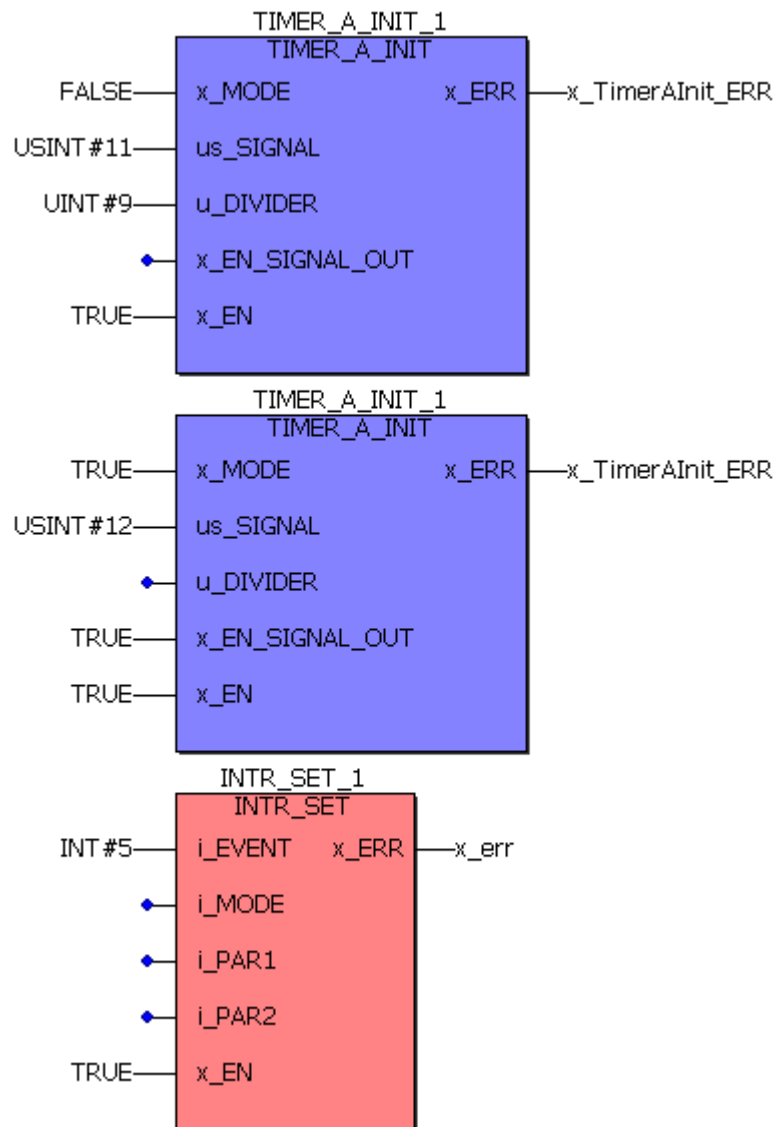 TIMER_A_INIT_1
TIMER_A_INIT
FALSE x_MODE x_ERR x_TimerAInit_ERR
USINT#11 us_SIGNAL
UINT#9 u_DIVIDER
x_EN_SIGNAL_OUT
TRUE x_EN
TIMER_A_INIT_1
TIMER_A_INIT
TRUE x_MODE x_ERR x_TimerAInit_ERR
USINT#12 us_SIGNAL
u_DIVIDER
TRUE x_EN_SIGNAL_OUT
TRUE x_EN
INTR_SET_1
INTR_SET
INT#5 i_EVENT x_ERR x_err
i_MODE
i_PAR1
i_PAR2
TRUE x_EN